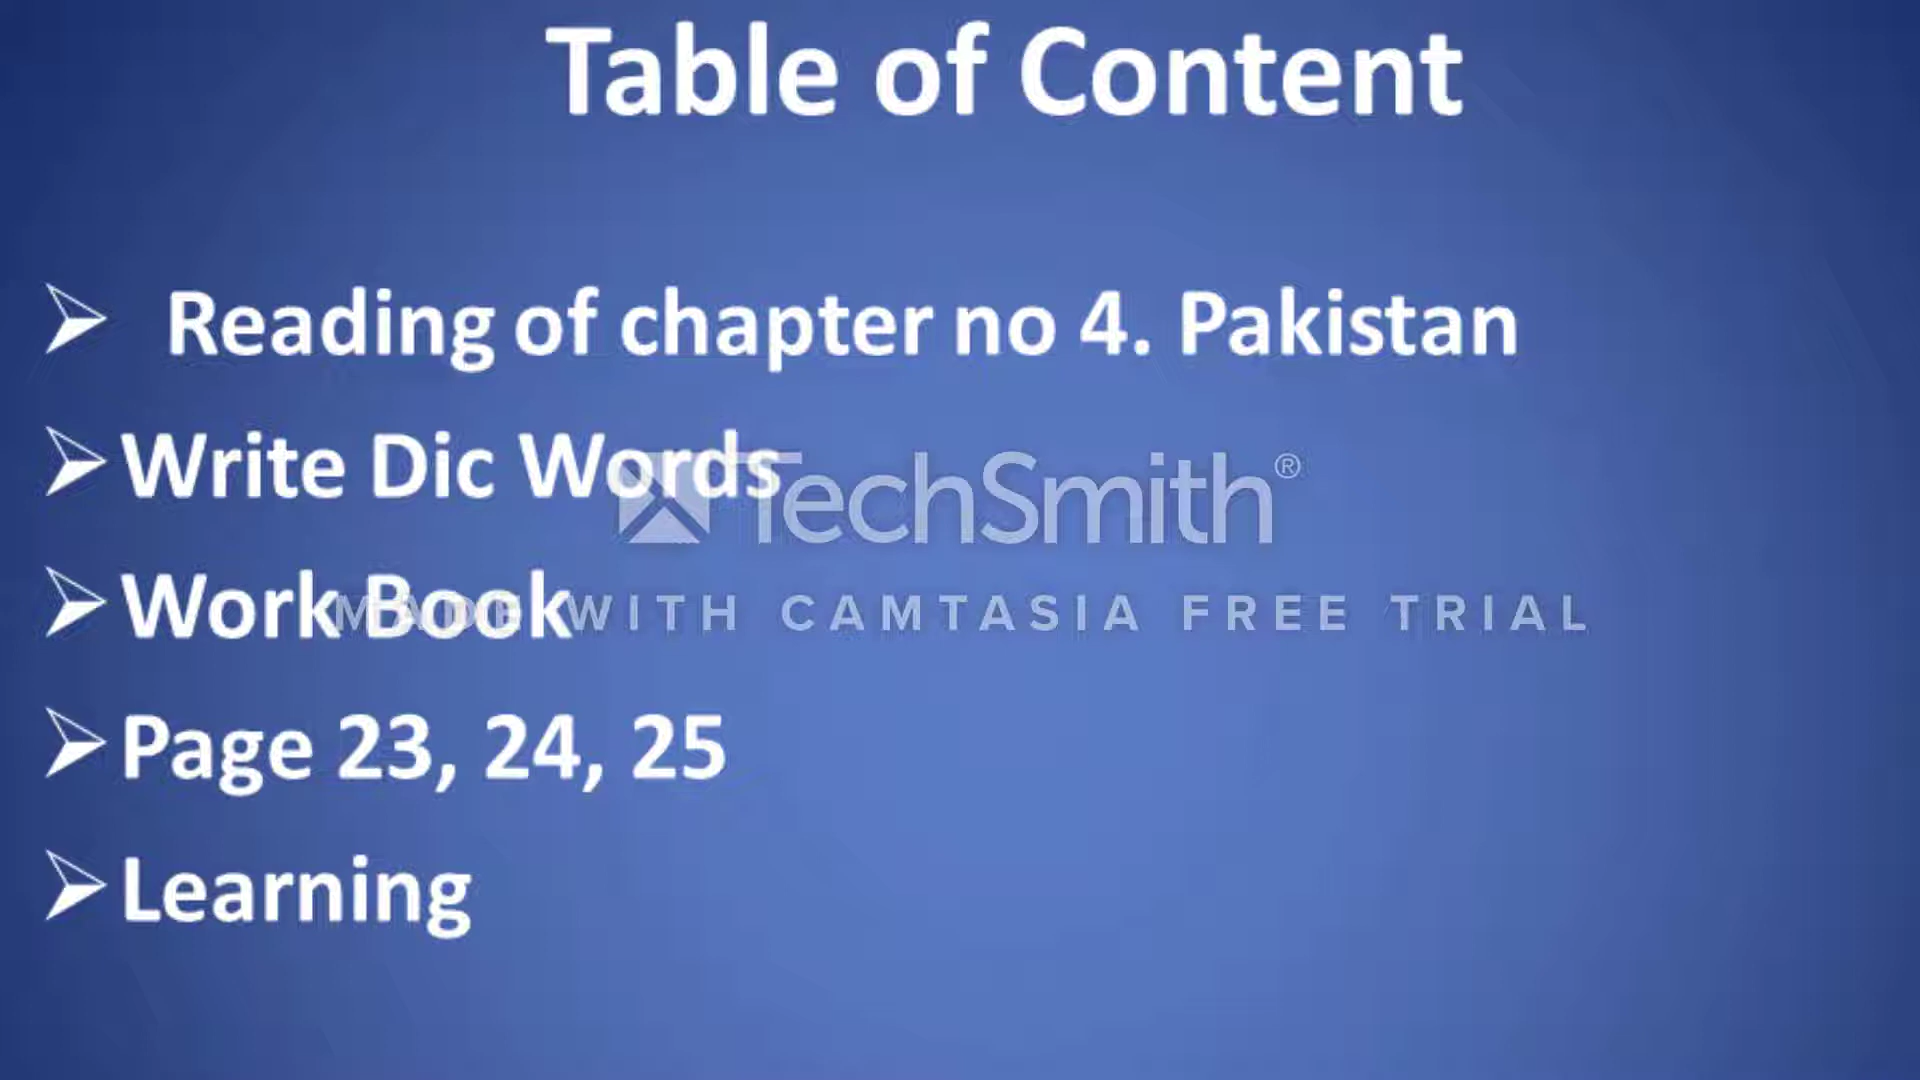 Table of Content
Reading of chapter no 4. Pakistan
Write Dic Words
TechSmith®
Work Book
MADE WITH CAMTASIA FREE TRIAL
Page 23, 24, 25
Learning